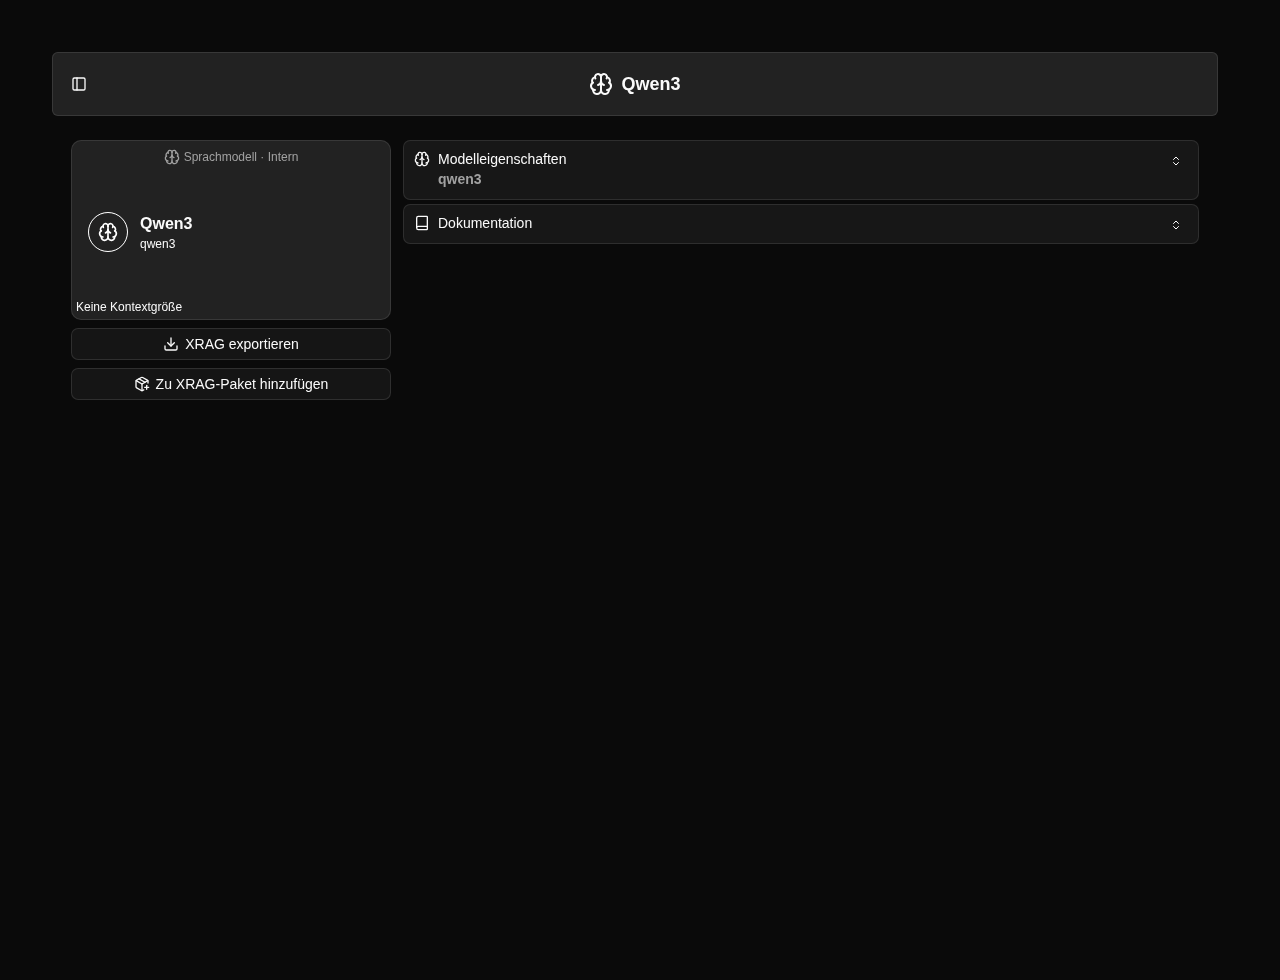 Qwen3
Sprachmodell · Intern
Qwen3
qwen3
Keine Kontextgröße
XRAG exportieren
Zu XRAG-Paket hinzufügen
Modelleigenschaften
qwen3
Dokumentation